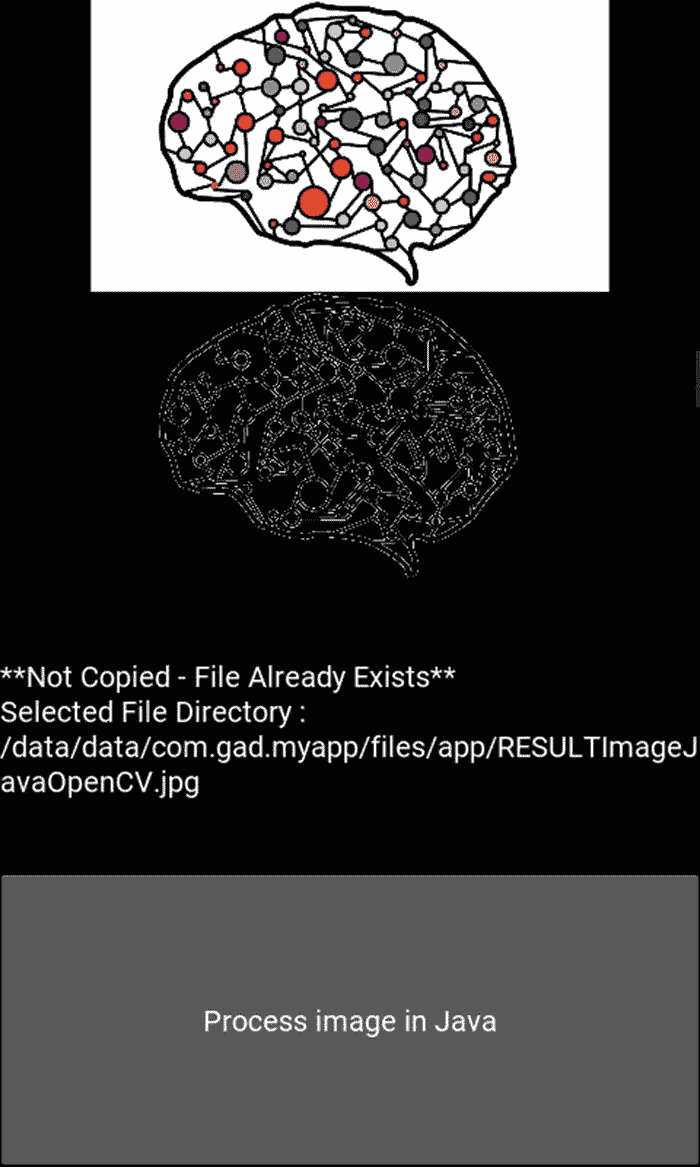 **Not Copied - File Already Exists**
Selected File Directory :
/data/data/com.gad.myapp/files/app/RESULTImageJ
avaOpenCV.jpg
Process image in Java